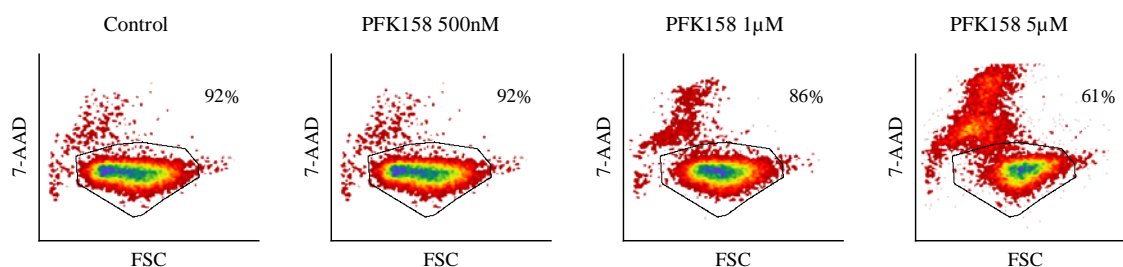 Control
PFK158 500nM
PFK158 1µM
PFK158 5µM
92%
92%
86%
61%
7-AAD
7-AAD
7-AAD
7-AAD
FSC
FSC
FSC
FSC